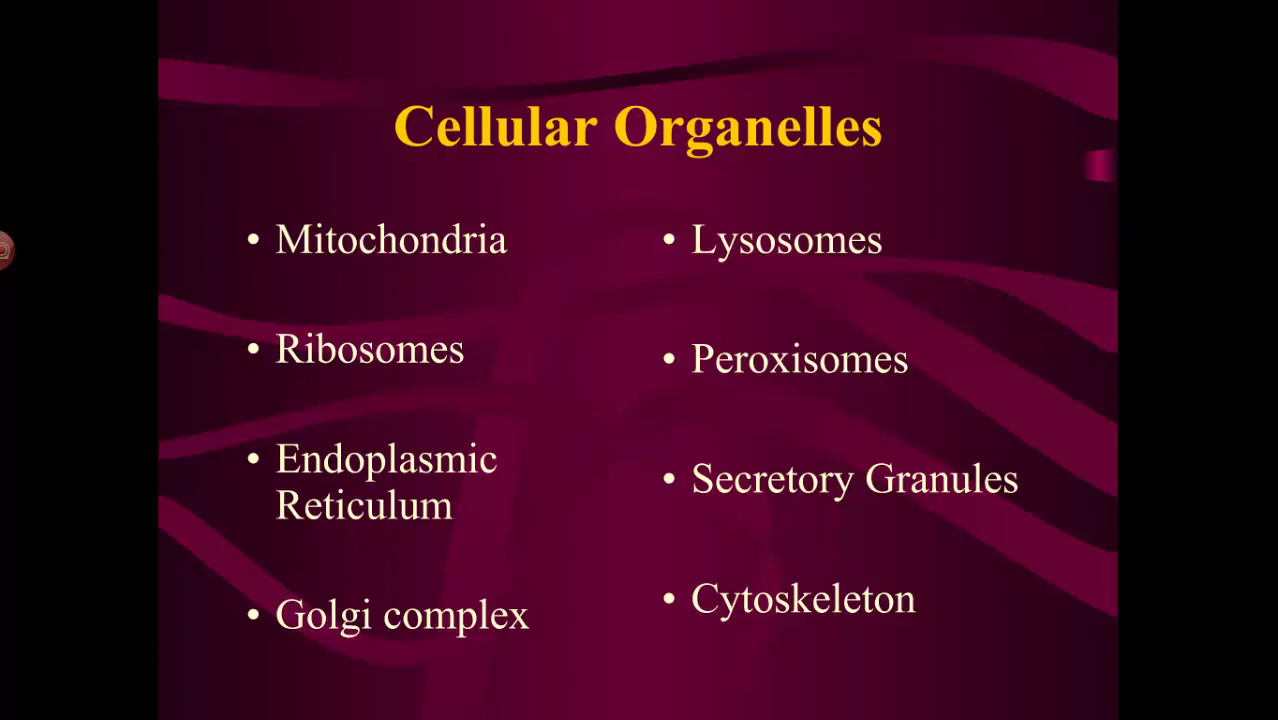 Cellular Organelles
• Mitochondria
• Ribosomes
• Endoplasmic
Reticulum
• Golgi complex
• Lysosomes
• Peroxisomes
• Secretory Granules
• Cytoskeleton